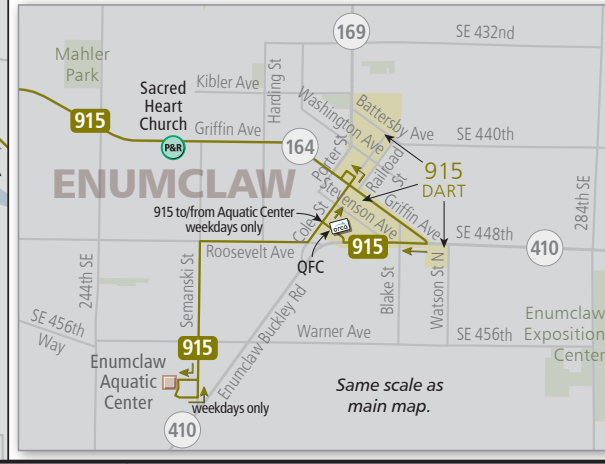 169
SE 432nd
Mahler
Park
Kibler Ave
Harding St
Sacred
Heart
Church
915
Griffin Ave
P&R
Washington Ave
Battersby Ave
SE 440th
164
Porter St
Railroad
St
915
DART
ENUMCLAW
Stevenson Ave
Griffin Ave
284th SE
915 to/from Aquatic Center
weekdays only
Cole St
orca
915
SE 448th
410
Roosevelt Ave
QFC
244th SE
Semanski St
Blake St
Watson St N
SE 456th
Way
Enumclaw Buckley Rd
Warner Ave
SE 456th
Enumclaw
Exposition
Center
915
Enumclaw
Aquatic
Center
weekdays only
Same scale as
main map.
410